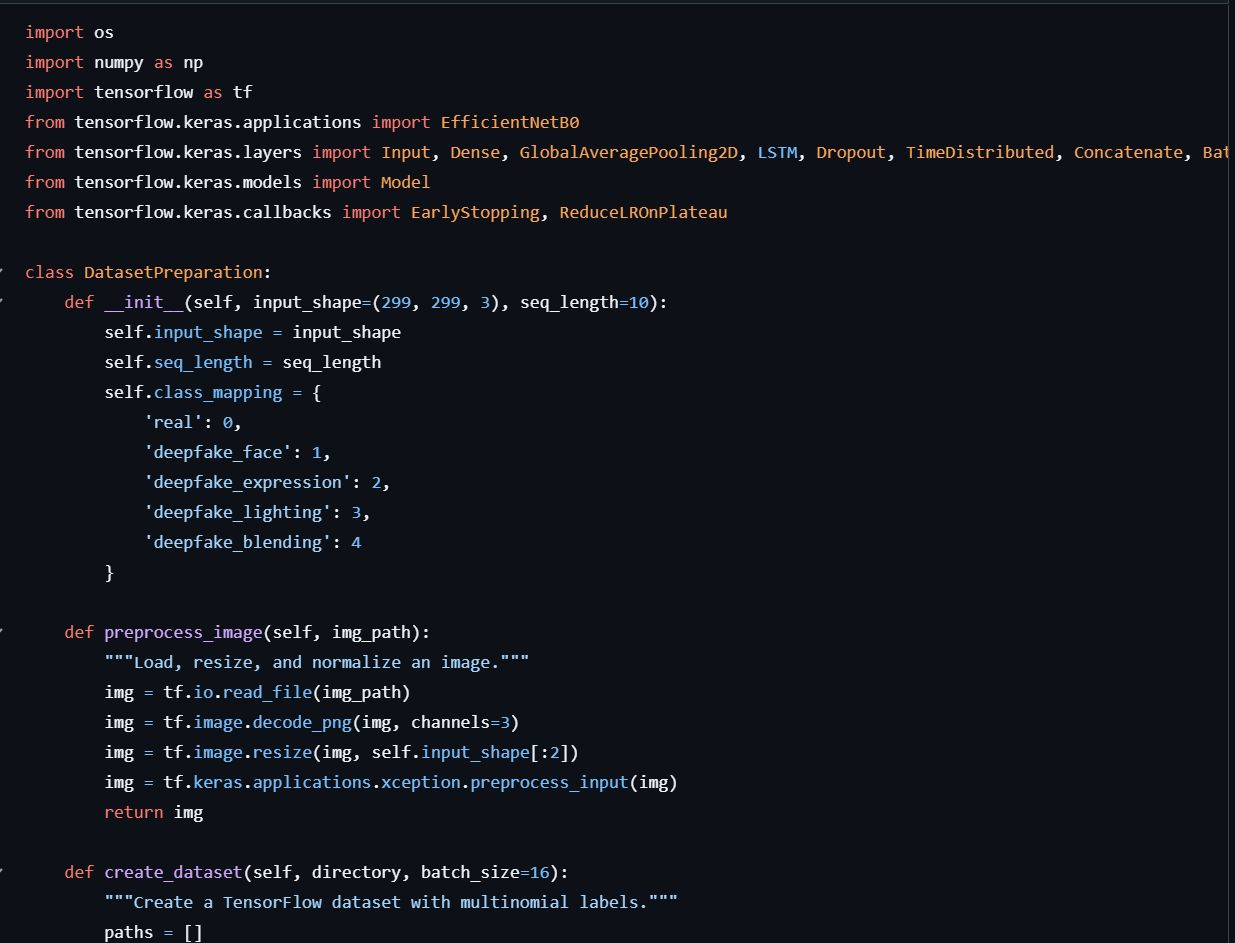 import os
import numpy as np
import tensorflow as tf
from tensorflow.keras.applications import EfficientNetB0
from tensorflow.keras.layers import Input, Dense, GlobalAveragePooling2D, LSTM, Dropout, TimeDistributed, Concatenate, Bat
from tensorflow.keras.models import Model
from tensorflow.keras.callbacks import EarlyStopping, ReduceLROnPlateau

class DatasetPreparation:
    def __init__(self, input_shape=(299, 299, 3), seq_length=10):
        self.input_shape = input_shape
        self.seq_length = seq_length
        self.class_mapping = {
            'real': 0,
            'deepfake_face': 1,
            'deepfake_expression': 2,
            'deepfake_lighting': 3,
            'deepfake_blending': 4
        }

    def preprocess_image(self, img_path):
        """Load, resize, and normalize an image."""
        img = tf.io.read_file(img_path)
        img = tf.image.decode_png(img, channels=3)
        img = tf.image.resize(img, self.input_shape[:2])
        img = tf.keras.applications.xception.preprocess_input(img)
        return img

    def create_dataset(self, directory, batch_size=16):
        """Create a TensorFlow dataset with multinomial labels."""
        paths = []